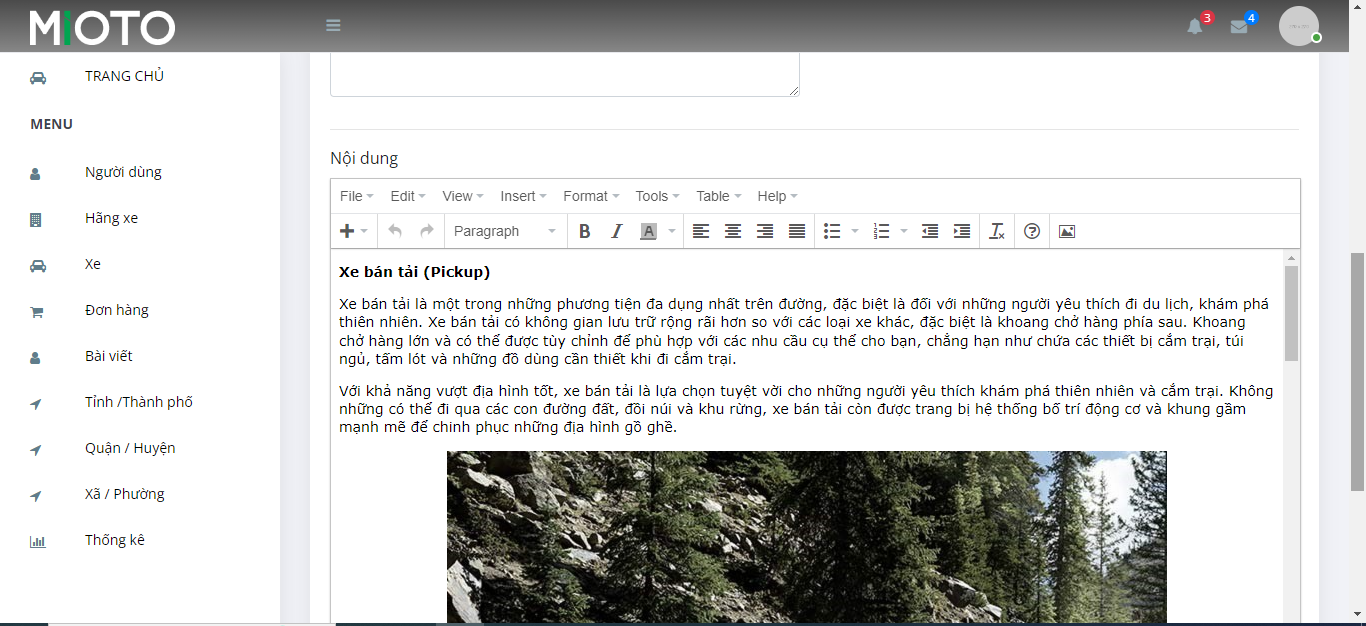 MIOTO
3
4
TRANG CHỦ
MENU
Người dùng
Hãng xe
Xe
Đơn hàng
Bài viết
Tỉnh /Thành phố
Quận / Huyện
Xã / Phường
Thống kê
Nội dung
File Edit View Insert Format Tools Table Help
Paragraph B I A
Xe bán tải (Pickup)
Xe bán tải là một trong những phương tiện đa dụng nhất trên đường, đặc biệt là đối với những người yêu thích đi du lịch, khám phá
thiên nhiên. Xe bán tải có không gian lưu trữ rộng rãi hơn so với các loại xe khác, đặc biệt là khoang chở hàng phía sau. Khoang
chở hàng lớn và có thể được tùy chỉnh để phù hợp với các nhu cầu cụ thể cho bạn, chẳng hạn như chứa các thiết bị cắm trại, túi
ngủ, tấm lót và những đồ dùng cần thiết khi đi cắm trại.
Với khả năng vượt địa hình tốt, xe bán tải là lựa chọn tuyệt vời cho những người yêu thích khám phá thiên nhiên và cắm trại. Không
những có thể đi qua các con đường đất, đồi núi và khu rừng, xe bán tải còn được trang bị hệ thống bố trí động cơ và khung gầm
mạnh mẽ để chinh phục những địa hình gồ ghề.